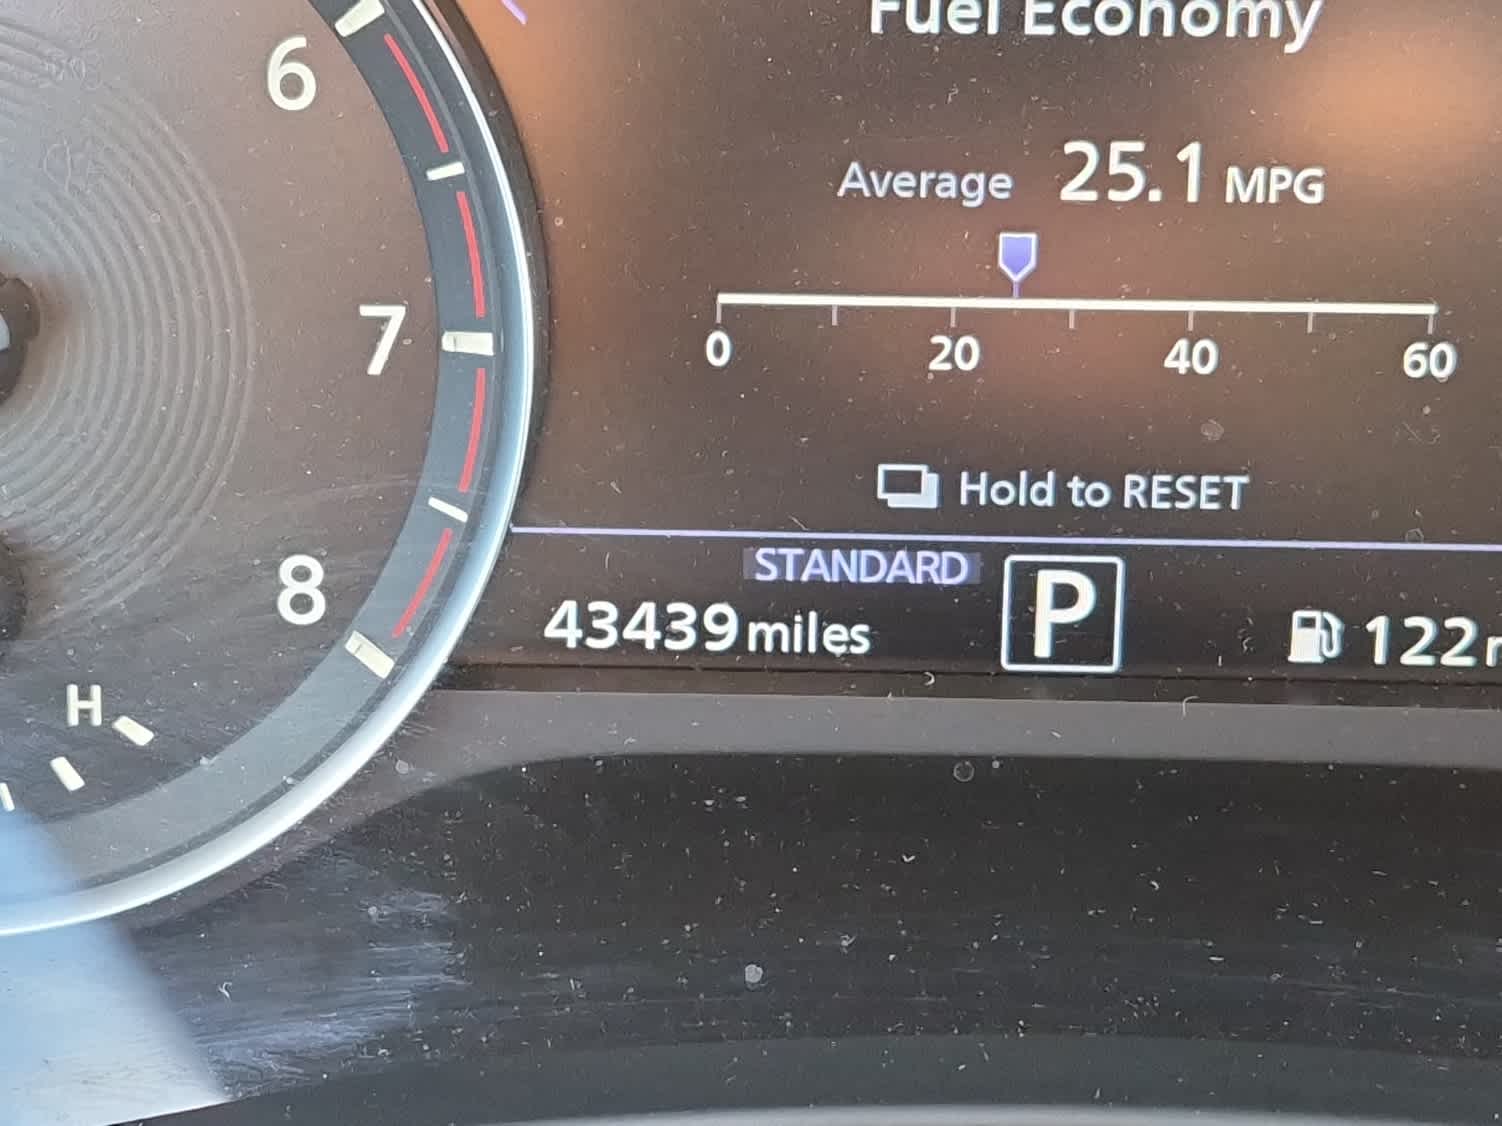 Fuel Economy
6
Average 25.1 MPG
7
0 20 40 60
Hold to RESET
STANDARD
8
43439 miles P 122
H